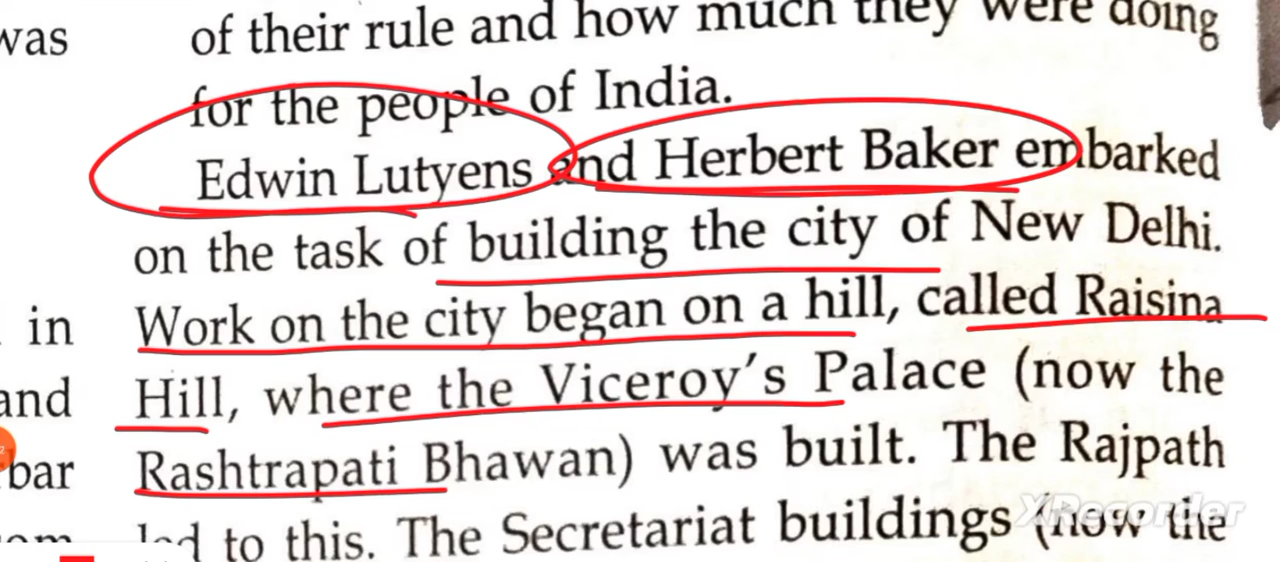 was
of their rule and how much they were doing
for the people of India.
Edwin Lutyens and Herbert Baker embarked
on the task of building the city of New Delhi.
in
Work on the city began on a hill, called Raisina
and
Hill, where the Viceroy's Palace (now the
bar
Rashtrapati Bhawan) was built. The Rajpath
led to this. The Secretariat buildings (now the
XRecorder